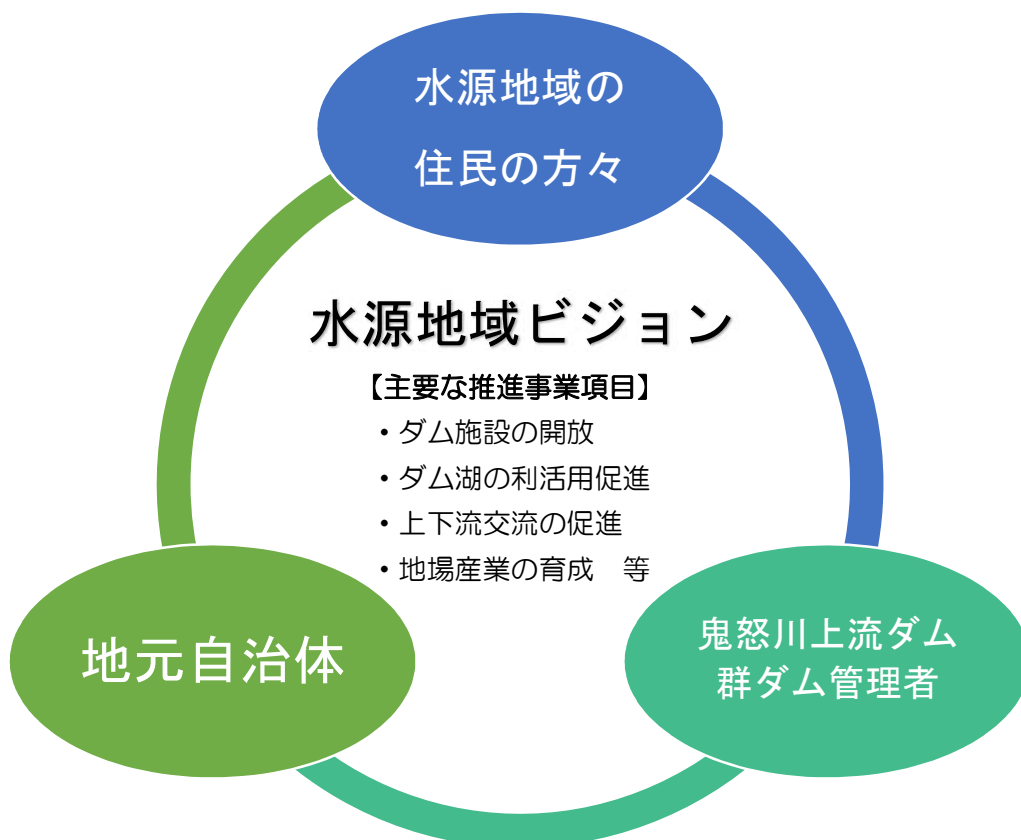 水源地域の
住民の方々
水源地域ビジョン
【主要な推進事業項目】
・ダム施設の開放
・ダム湖の利活用促進
・上下流交流の促進
・地場産業の育成　等
地元自治体
鬼怒川上流ダム
群ダム管理者